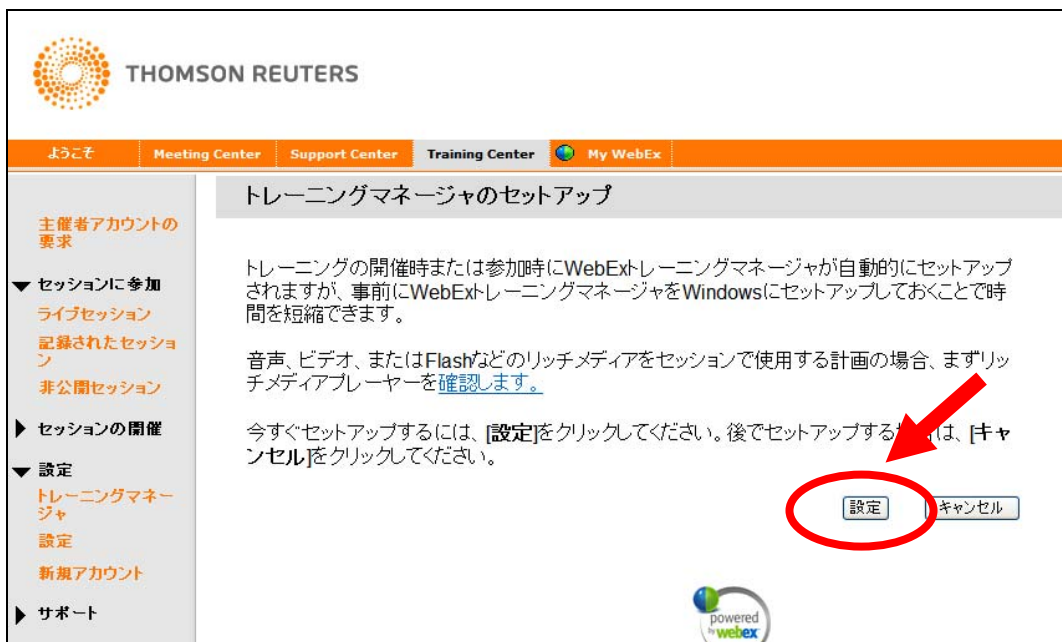 THOMSON REUTERS
ようこそ Meeting Center Support Center Training Center My WebEx
トレーニングマネージャのセットアップ
主催者アカウントの
要求
セッションに参加
ライブセッション
記録されたセッショ
ン
非公開セッション
セッションの開催
設定
トレーニングマネー
ジャ
設定
新規アカウント
サポート
トレーニングの開催時または参加時にWebExトレーニングマネージャが自動的にセットアップ
されますが、事前にWebExトレーニングマネージャをWindowsにセットアップしておくことで時
間を短縮できます。
音声、ビデオ、またはFlashなどのリッチメディアをセッションで使用する計画の場合、まずリッ
チメディアプレーヤーを確認します。
今すぐセットアップするには、[設定]をクリックしてください。後でセットアップする は、[キャ
ンセル]をクリックしてください。
設定 キャンセル
powered
by webex